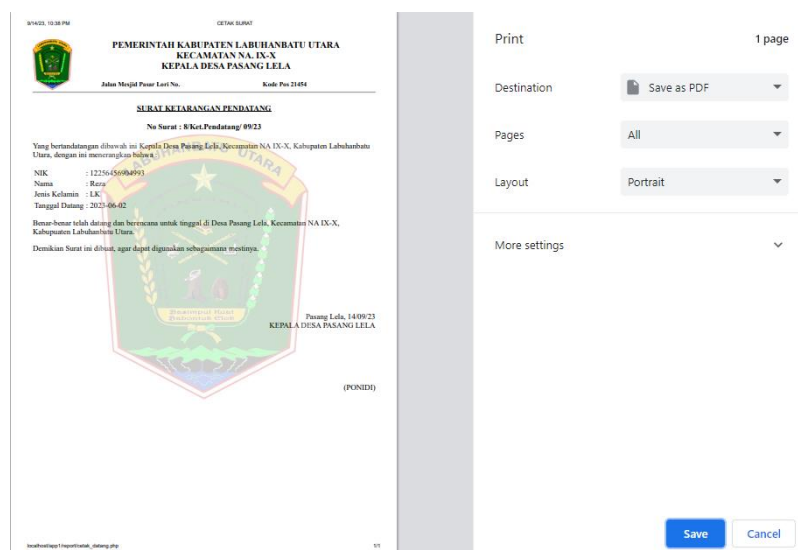 9/14/23, 10:38 PM
CETAK SURAT
PEMERINTAH KABUPATEN LABUHANBATU UTARA
KECAMATAN NA. IX-X
KEPALA DESA PASANG LELA
Jalan Mesjid Pasar Lori No. Kode Pos 21454
SURAT KETARANGAN PENDATANG
No Surat : 8/Ket.Pendatang/ 09/23
Yang bertandatangan dibawah ini Kepala Desa Pasang Lela, Kecamatan NA IX-X, Kabupaten Labuhanbatu
Utara, dengan ini menerangkan bahwa
NIK : 12256456904993
Nama : Reza
Jenis Kelamin : LK
Tanggal Datang : 2023-06-02
Benar-benar telah datang dan berencana untuk tinggal di Desa Pasang Lela, Kecamatan NA IX-X,
Kabupuaten Labuhanbatu Utara.
Demikian Surat ini dibuat, agar dapat digunakan sebagaimana mestinya.
LABUHANBATU UTARA
Pasang Lela, 14/09/23
KEPALA DESA PASANG LELA
(PONIDI)
localhost/app1/report/cetak_datang.php
1/1
Print 1 page
Destination Save as PDF
Pages All
Layout Portrait
More settings
Save Cancel